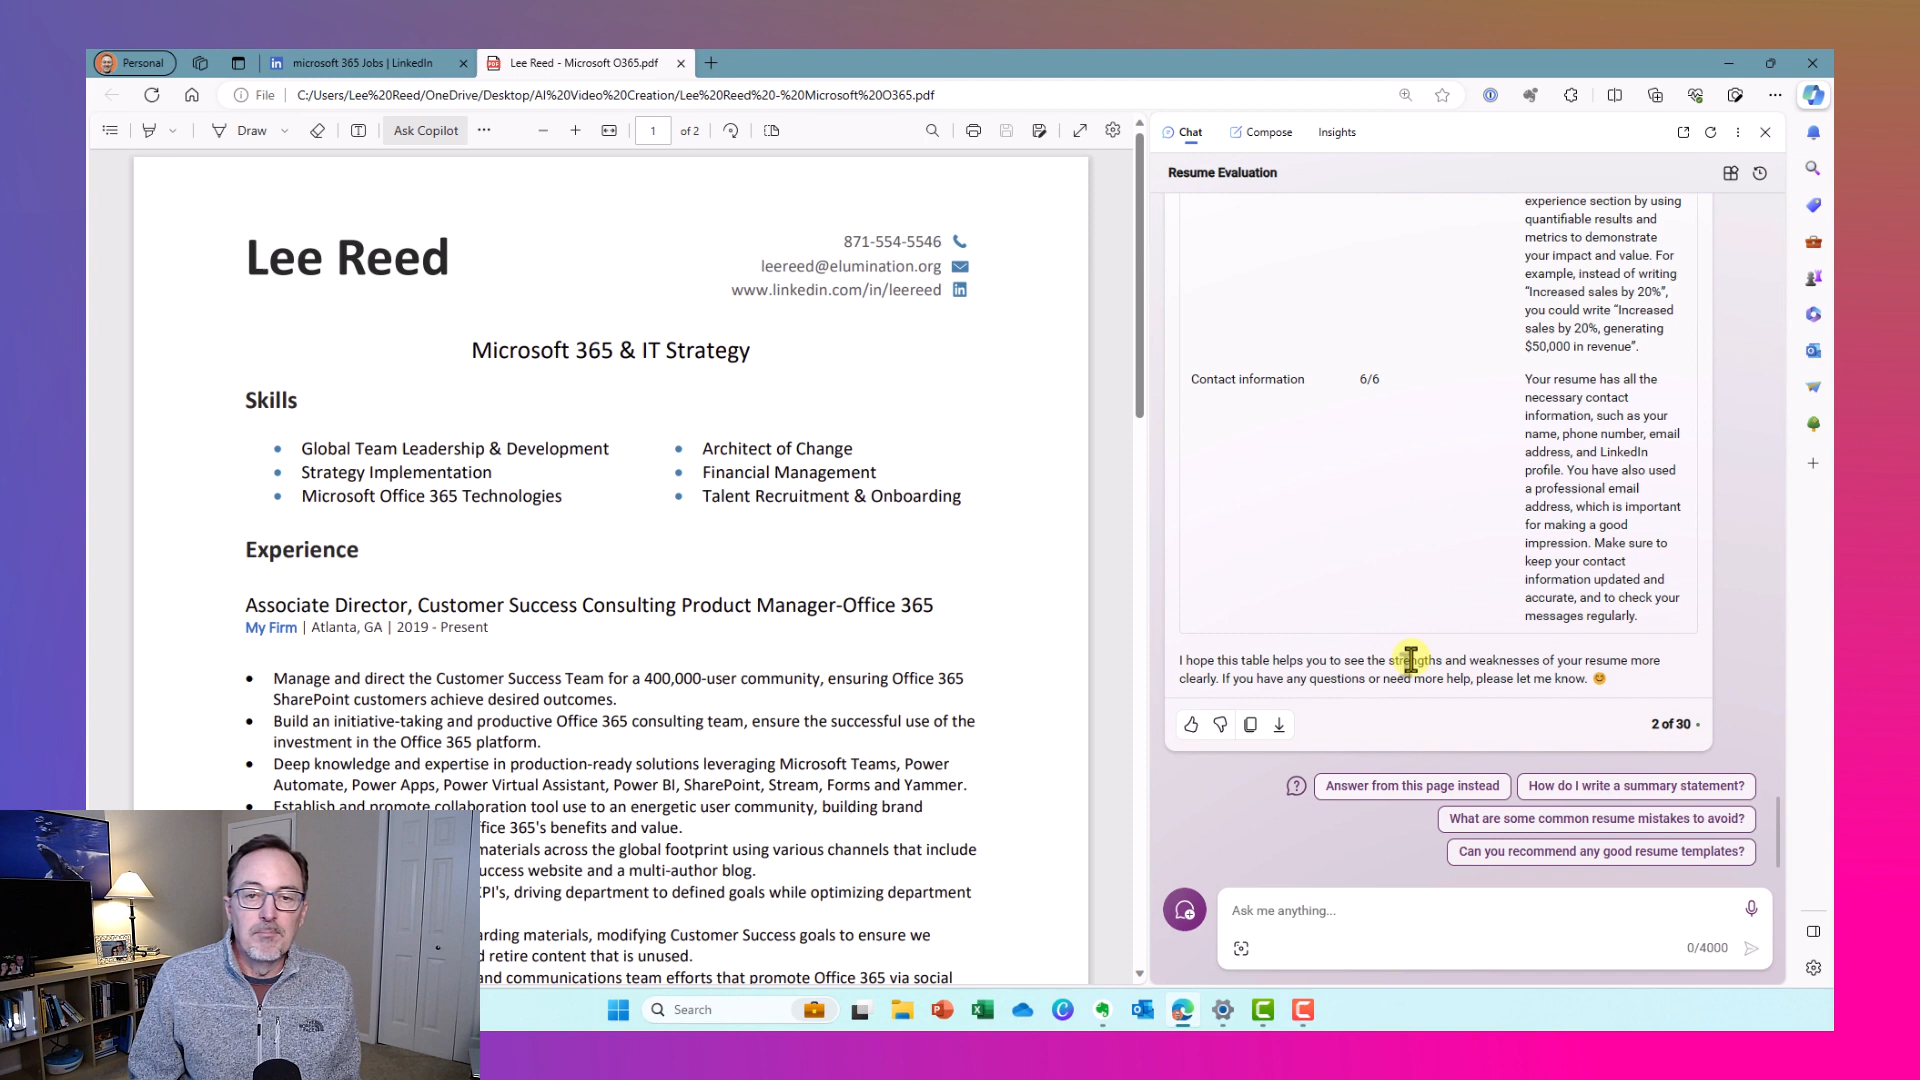 Personal
microsoft 365 Jobs | LinkedIn
Lee Reed - Microsoft O365.pdf
File
C:/Users/Lee%20Reed/OneDrive/Desktop/AI%20Video%20Creation/Lee%20Reed%20-%20Microsoft%20O365.pdf
Draw
Ask Copilot
1 of 2
Lee Reed
871-554-5546
leereed@elumination.org
www.linkedin.com/in/leereed
Microsoft 365 & IT Strategy
Skills
• Global Team Leadership & Development
• Strategy Implementation
• Microsoft Office 365 Technologies
• Architect of Change
• Financial Management
• Talent Recruitment & Onboarding
Experience
Associate Director, Customer Success Consulting Product Manager-Office 365
My Firm | Atlanta, GA | 2019 - Present
• Manage and direct the Customer Success Team for a 400,000-user community, ensuring Office 365
SharePoint customers achieve desired outcomes.
• Build an initiative-taking and productive Office 365 consulting team, ensure the successful use of the
investment in the Office 365 platform.
• Deep knowledge and expertise in production-ready solutions leveraging Microsoft Teams, Power
Automate, Power Apps, Power Virtual Assistant, Power BI, SharePoint, Stream, Forms and Yammer.
• Establish and promote collaboration tool use to an energetic user community, building brand
fice 365's benefits and value.
materials across the global footprint using various channels that include
uccess website and a multi-author blog.
KPI's, driving department to defined goals while optimizing department
arding materials, modifying Customer Success goals to ensure we
d retire content that is unused.
and communications team efforts that promote Office 365 via social
Chat
Compose
Insights
Resume Evaluation
experience section by using
quantifiable results and
metrics to demonstrate
your impact and value. For
example, instead of writing
"Increased sales by 20%",
you could write "Increased
sales by 20%, generating
$50,000 in revenue".
Contact information
6/6
Your resume has all the
necessary contact
information, such as your
name, phone number, email
address, and LinkedIn
profile. You have also used
a professional email
address, which is important
for making a good
impression. Make sure to
keep your contact
information updated and
accurate, and to check your
messages regularly.
I hope this table helps you to see the strengths and weaknesses of your resume more
clearly. If you have any questions or need more help, please let me know. 😊
2 of 30
Answer from this page instead
How do I write a summary statement?
What are some common resume mistakes to avoid?
Can you recommend any good resume templates?
Ask me anything...
0/4000
Search